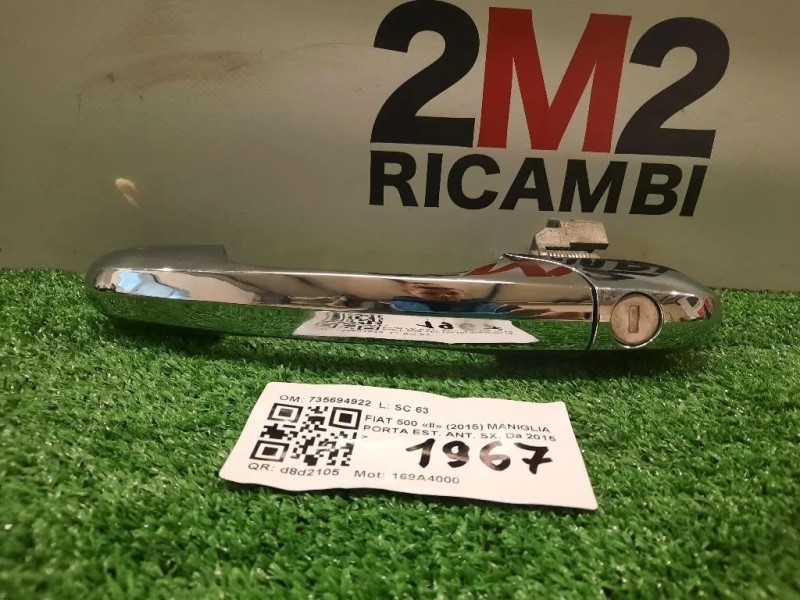 2M2
RICAMBI
OM: 735694922 L: SC 63
FIAT 500 «II» (2015) MANIGLIA
PORTA EST. ANT. SX. Da 2015
>
1967
QR: d8d2105 Mot: 169A4000